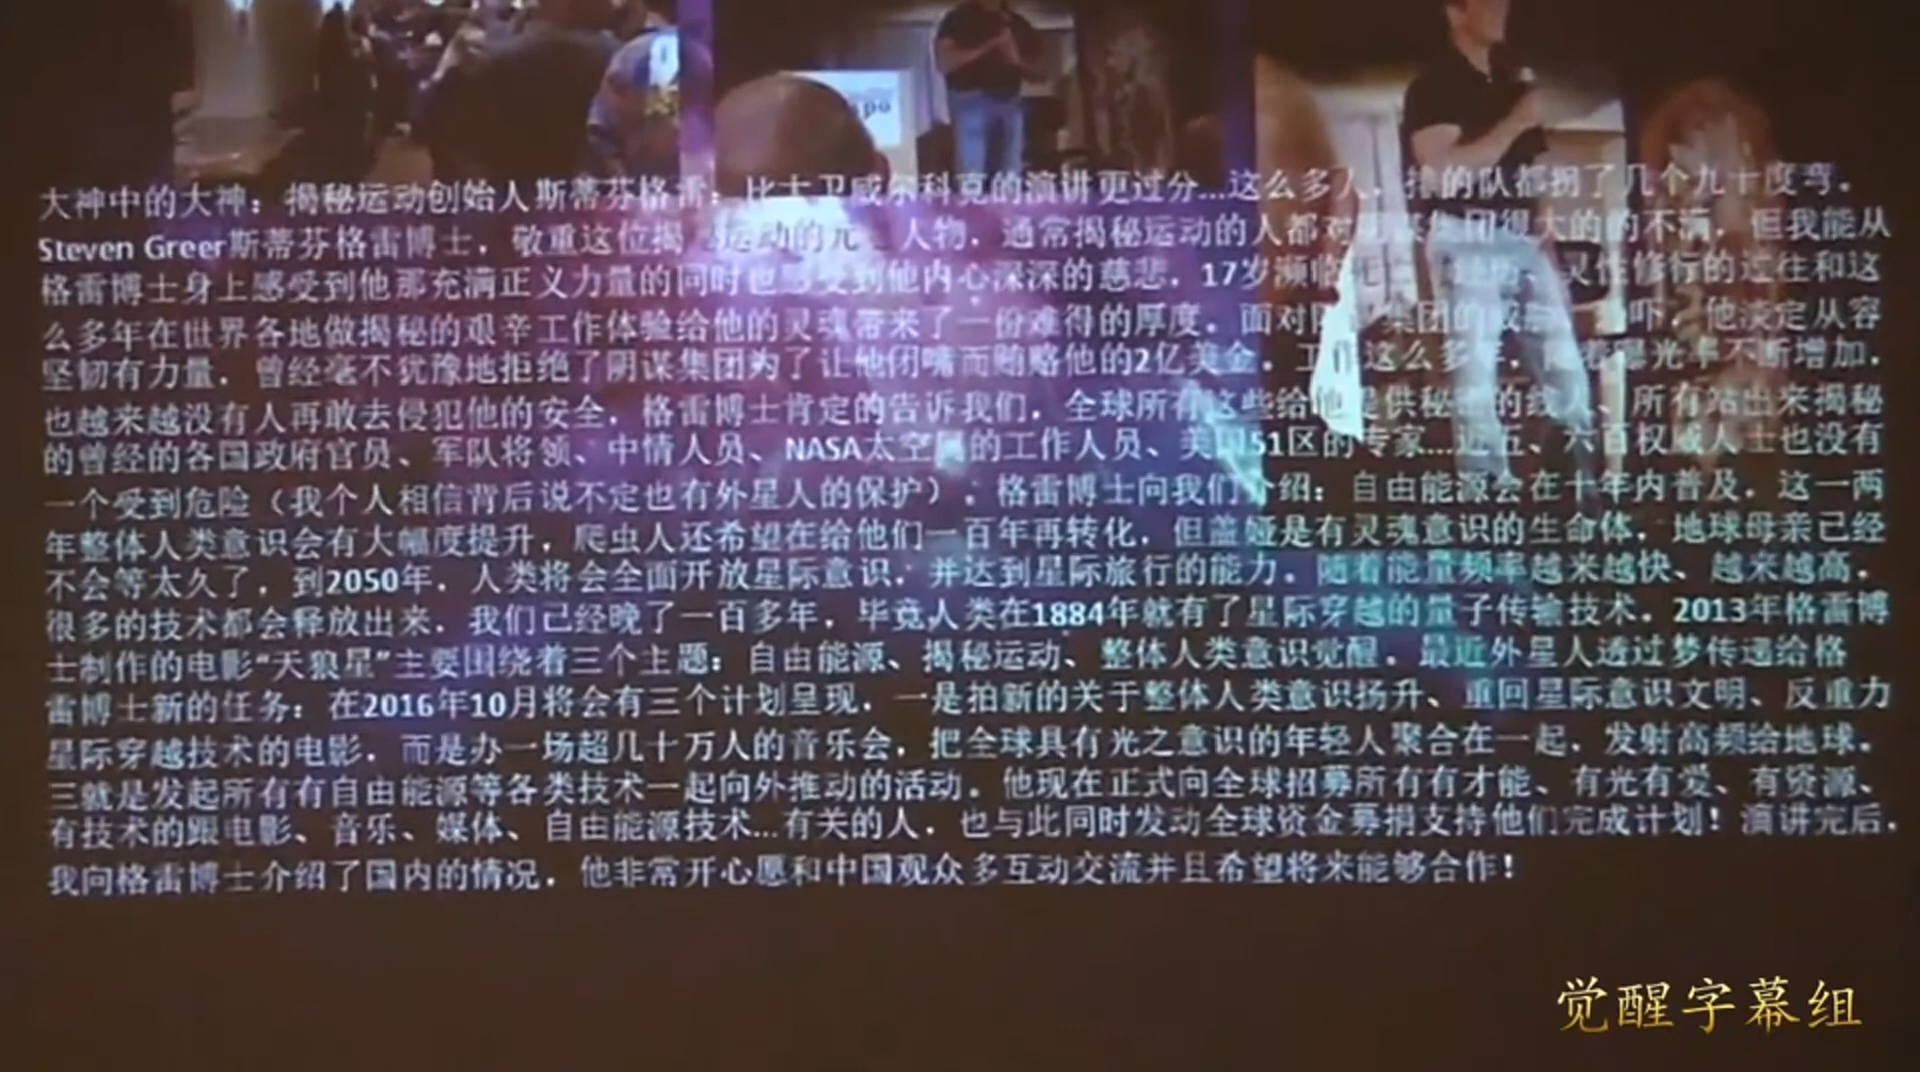 po
大神中的大神：揭秘运动创始人斯蒂芬格雷：比大卫威尔科克的演讲更过分...这么多人，排的队都拐了几个九十度弯。
Steven Greer斯蒂芬格雷博士，敬重这位揭 运动的元 人物，通常揭秘运动的人都对 很大的的不满，但我能从
格雷博士身上感受到他那充满正义力量的同时也感受到他内心深深的慈悲，17岁濒临 、灵性修行的过往和这
么多年在世界各地做揭秘的艰辛工作体验给他的灵魂带来了一份难得的厚度。面对 集团的 吓，他淡定从容
坚韧有力量，曾经毫不犹豫地拒绝了阴谋集团为了让他闭嘴而贿赂他的2亿美金。工作这么多年， 曝光率不断增加，
也越来越没有人再敢去侵犯他的安全，格雷博士肯定的告诉我们，全球所有这些给他提供秘密的线人、所有站出来揭秘
的曾经的各国政府官员、军队将领、中情人员、NASA太空 的工作人员、美国51区的专家...近五、六百权威人士也没有
一个受到危险（我个人相信背后说不定也有外星人的保护）。格雷博士向我们介绍：自由能源会在十年内普及，这一两
年整体人类意识会有大幅度提升，爬虫人还希望在给他们一百年再转化，但盖娅是有灵魂意识的生命体，地球母亲已经
不会等太久了，到2050年，人类将会全面开放星际意识，并达到星际旅行的能力。随着能量频率越来越快、越来越高，
很多的技术都会释放出来，我们已经晚了一百多年，毕竟人类在1884年就有了星际穿越的量子传输技术。2013年格雷博
士制作的电影“天狼星”主要围绕着三个主题：自由能源、揭秘运动、整体人类意识觉醒。最近外星人透过梦传递给格
雷博士新的任务：在2016年10月将会有三个计划呈现，一是拍新的关于整体人类意识扬升、重回星际意识文明、反重力
星际穿越技术的电影，而是办一场超几十万人的音乐会，把全球具有光之意识的年轻人聚合在一起，发射高频给地球。
三就是发起所有有自由能源等各类技术一起向外推动的活动。他现在正式向全球招募所有有才能、有光有爱、有资源、
有技术的跟电影、音乐、媒体、自由能源技术...有关的人，也与此同时发动全球资金募捐支持他们完成计划！演讲完后，
我向格雷博士介绍了国内的情况，他非常开心愿和中国观众多互动交流并且希望将来能够合作！
觉醒字幕组